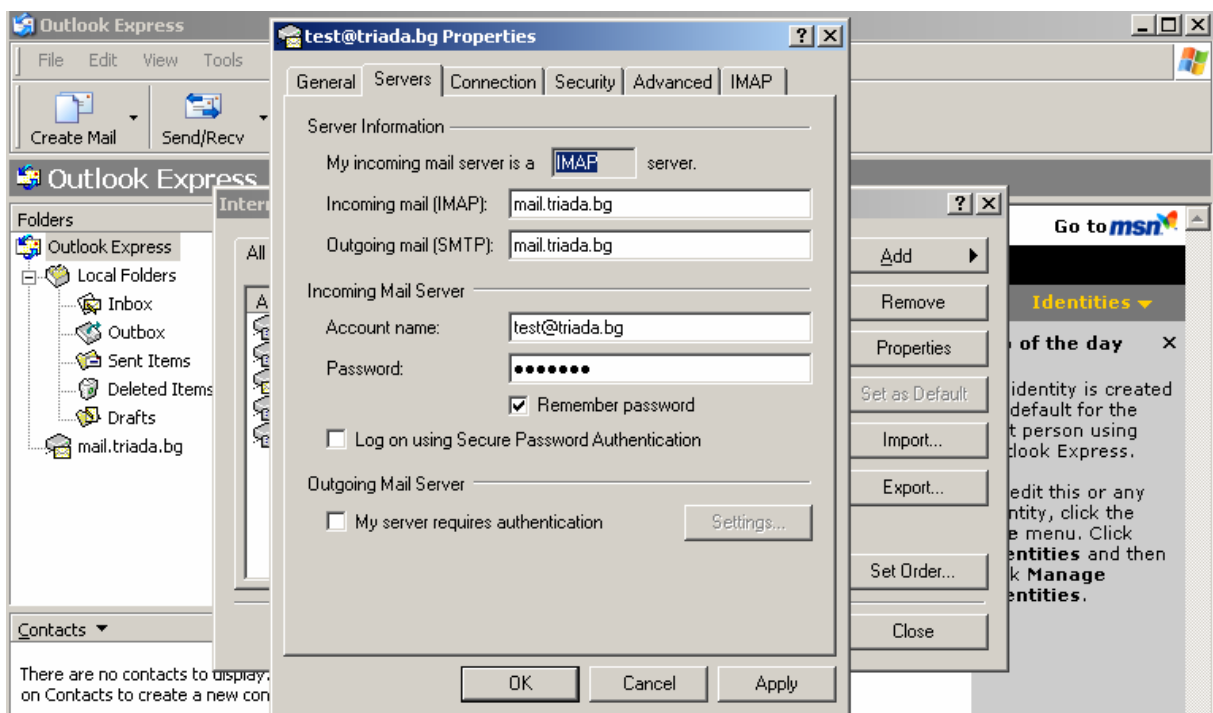 Outlook Express
File Edit View Tools
Create Mail Send/Recv
Outlook Express
Folders
Outlook Express
Local Folders
Inbox
Outbox
Sent Items
Deleted Items
Drafts
mail.triada.bg
Contacts
There are no contacts to display.
on Contacts to create a new con
Inter
All
A
test@triada.bg Properties
General Servers Connection Security Advanced IMAP
Server Information
My incoming mail server is a IMAP server.
Incoming mail (IMAP): mail.triada.bg
Outgoing mail (SMTP): mail.triada.bg
Incoming Mail Server
Account name: test@triada.bg
Password: •••••••
Remember password
Log on using Secure Password Authentication
Outgoing Mail Server
My server requires authentication Settings...
OK Cancel Apply
Add
Remove
Properties
Set as Default
Import...
Export...
Set Order...
Close
Go to msn
Identities
of the day
identity is created
default for the
t person using
tlook Express.
edit this or any
ntity, click the
e menu. Click
entities and then
k Manage
entities.